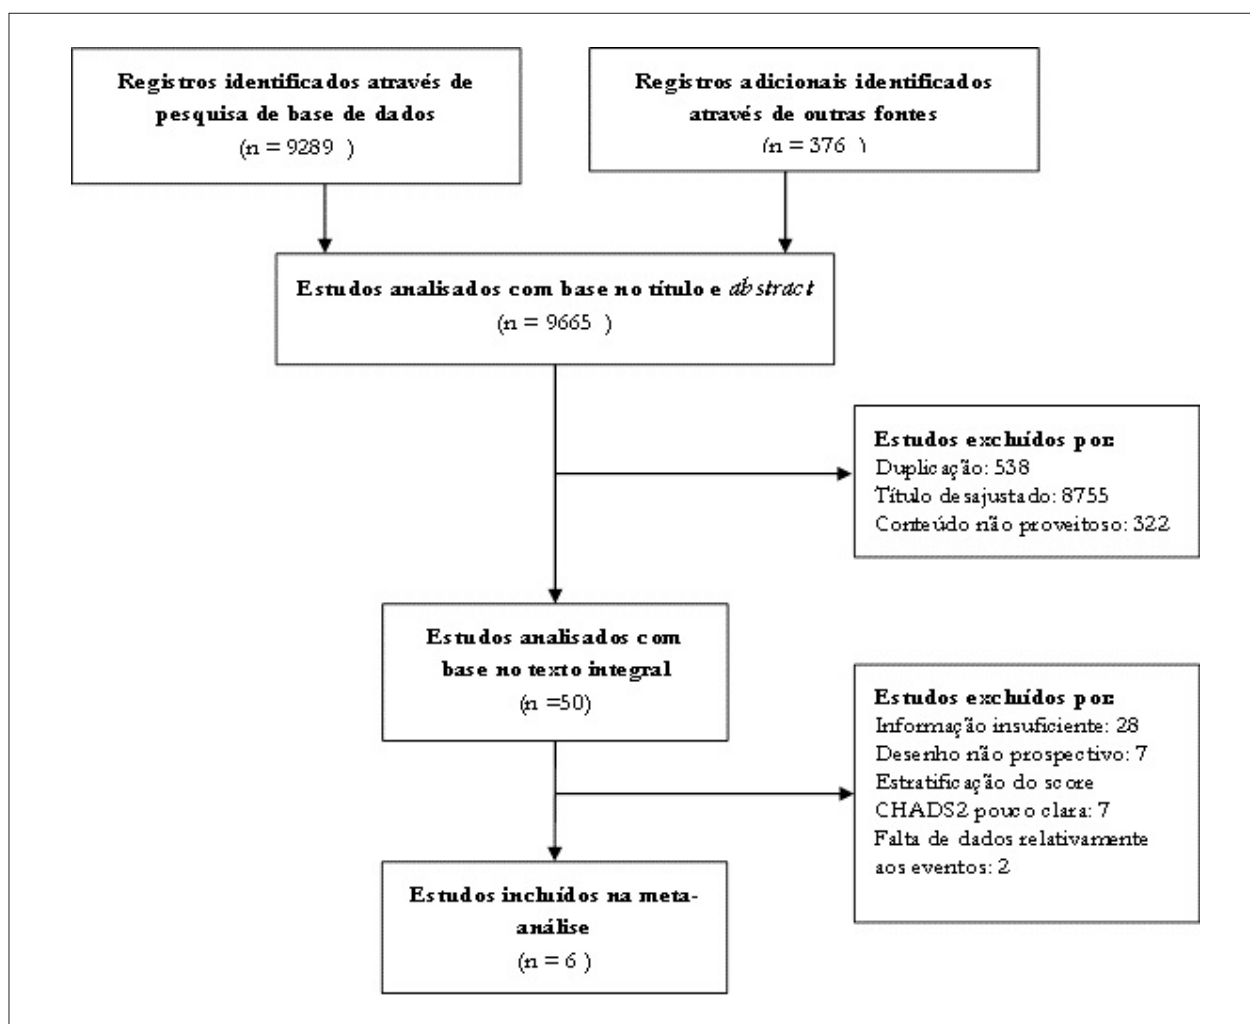 Registros identificados através de
pesquisa de base de dados
(n = 9289 )
Registros adicionais identificados
através de outras fontes
(n = 376 )
Estudos analisados com base no título e abstract
(n = 9665 )
Estudos excluídos por:
Duplicação: 538
Título desajustado: 8755
Conteúdo não proveitoso: 322
Estudos analisados com
base no texto integral
(n =50)
Estudos excluídos por:
Informação insuficiente: 28
Desenho não prospectivo: 7
Estratificação do score
CHADS2 pouco clara: 7
Falta de dados relativamente
aos eventos: 2
Estudos incluídos na meta-
análise
(n = 6 )